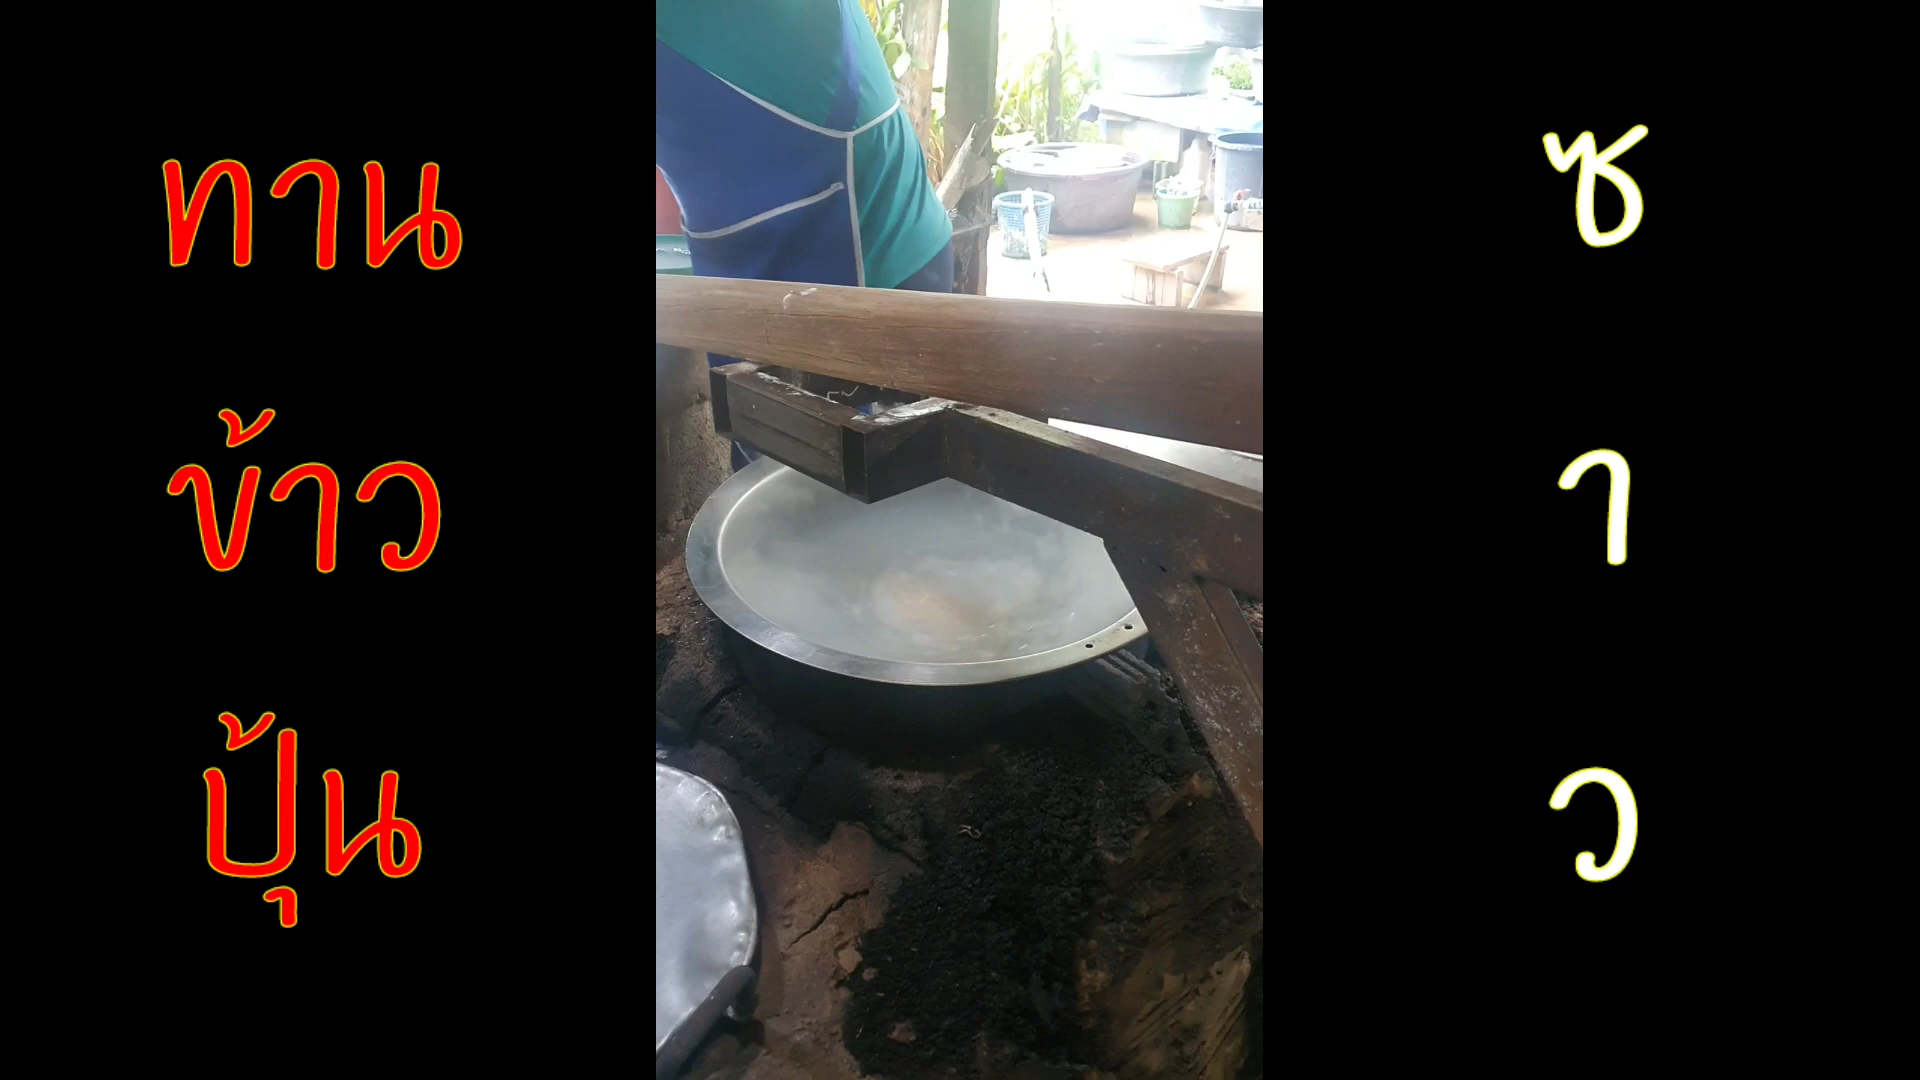 ทาน
ข้าว
ปุ้น
ซ
า
ว